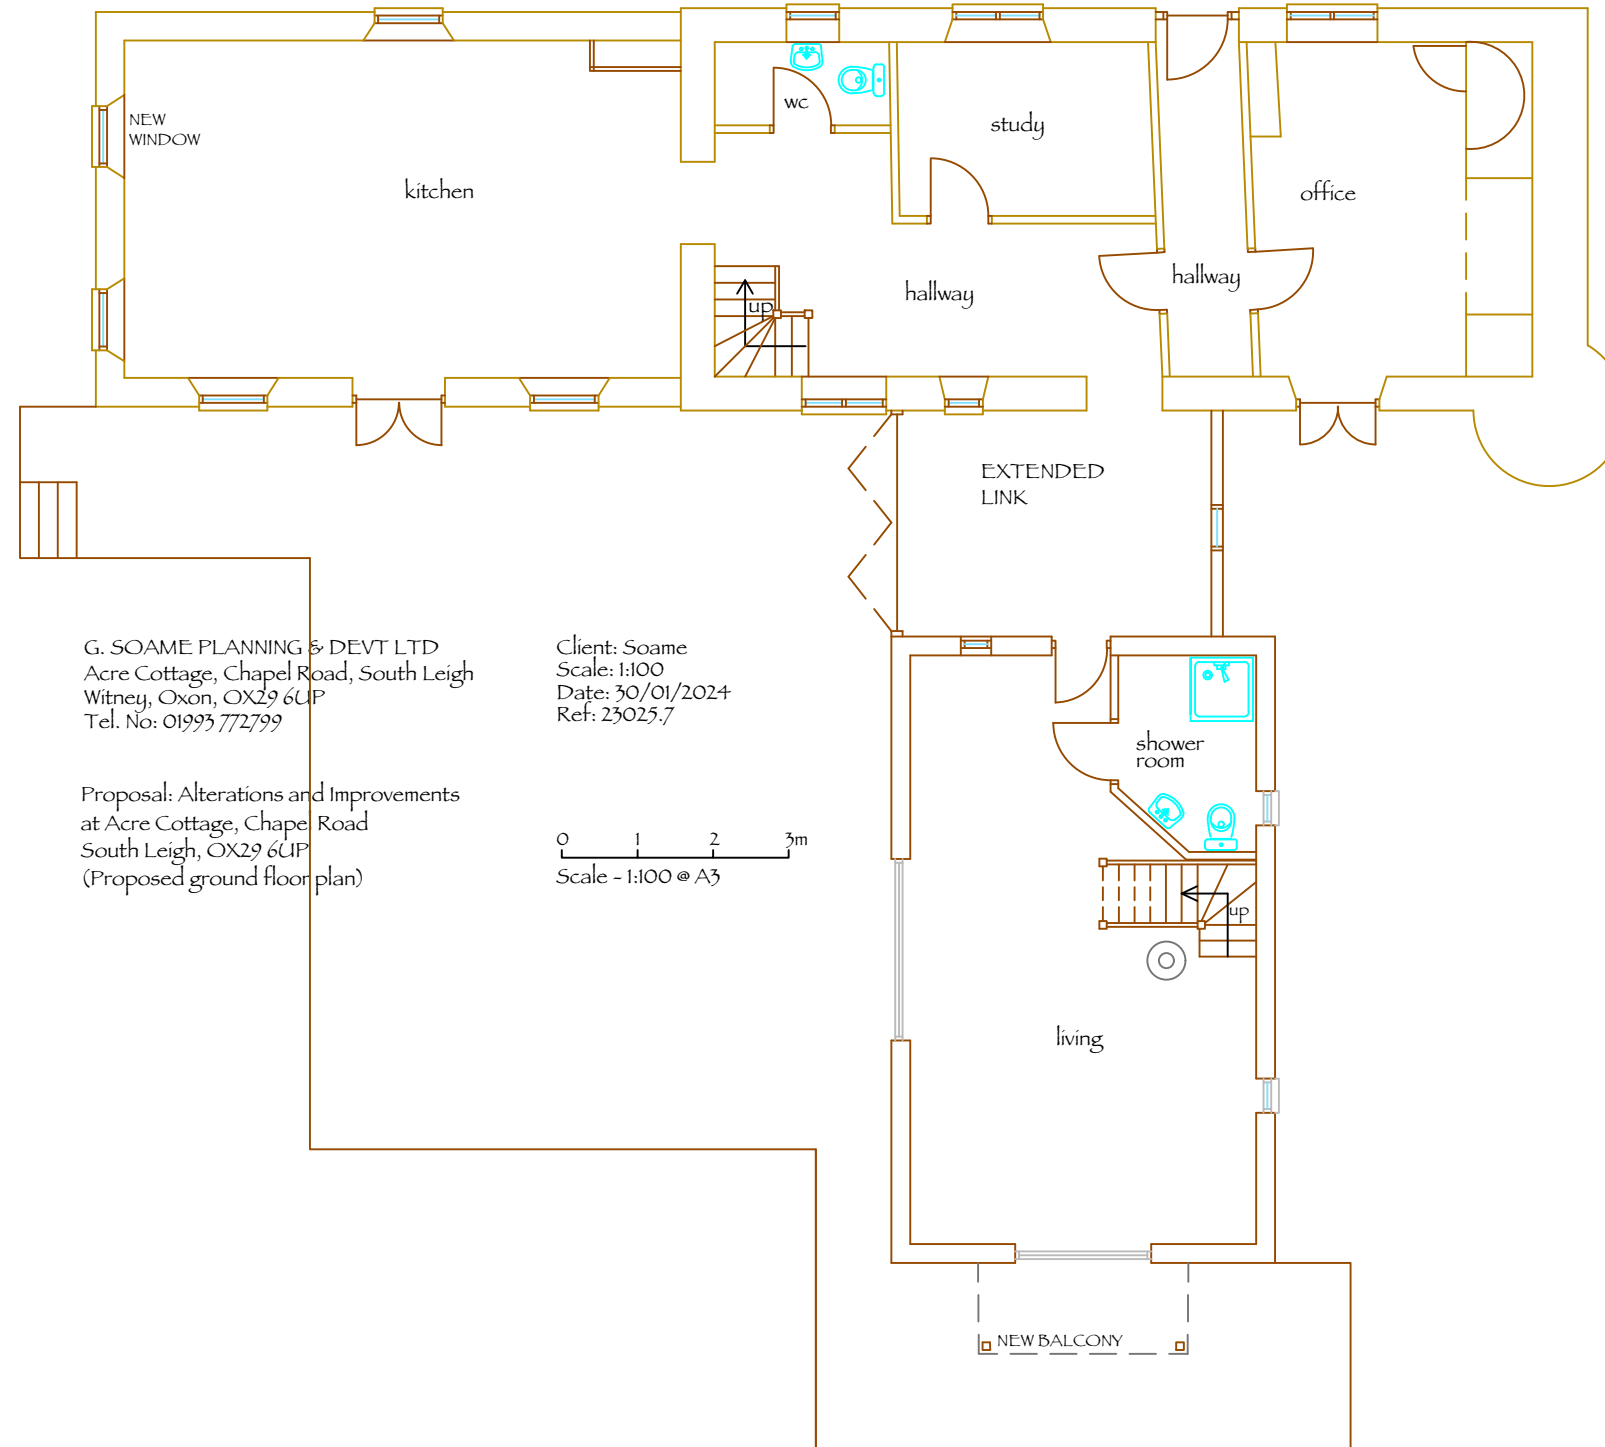 NEW
WINDOW
kitchen
wc
study
office
hallway
hallway
up
EXTENDED
LINK
G. SOAME PLANNING & DEVT LTD
Acre Cottage, Chapel Road, South Leigh
Witney, Oxon, OX29 6UP
Tel. No: 01993 772799
Client: Soame
Scale: 1:100
Date: 30/01/2024
Ref: 23025.7
Proposal: Alterations and Improvements
at Acre Cottage, Chapel Road
South Leigh, OX29 6UP
(Proposed ground floor plan)
0 1 2 3m
Scale - 1:100 @ A3
shower
room
up
living
NEW BALCONY